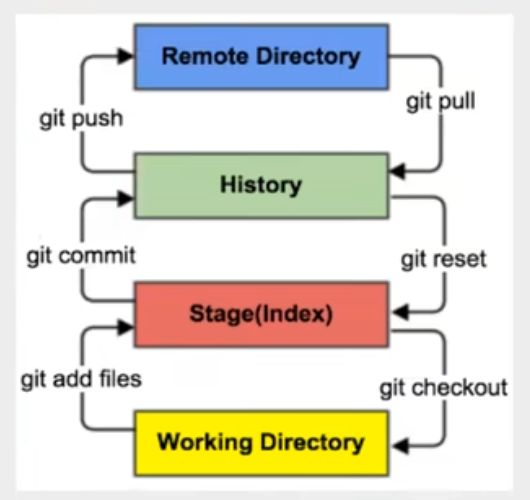 Remote Directory
git push
git pull
History
git commit
git reset
Stage(Index)
git add files
git checkout
Working Directory